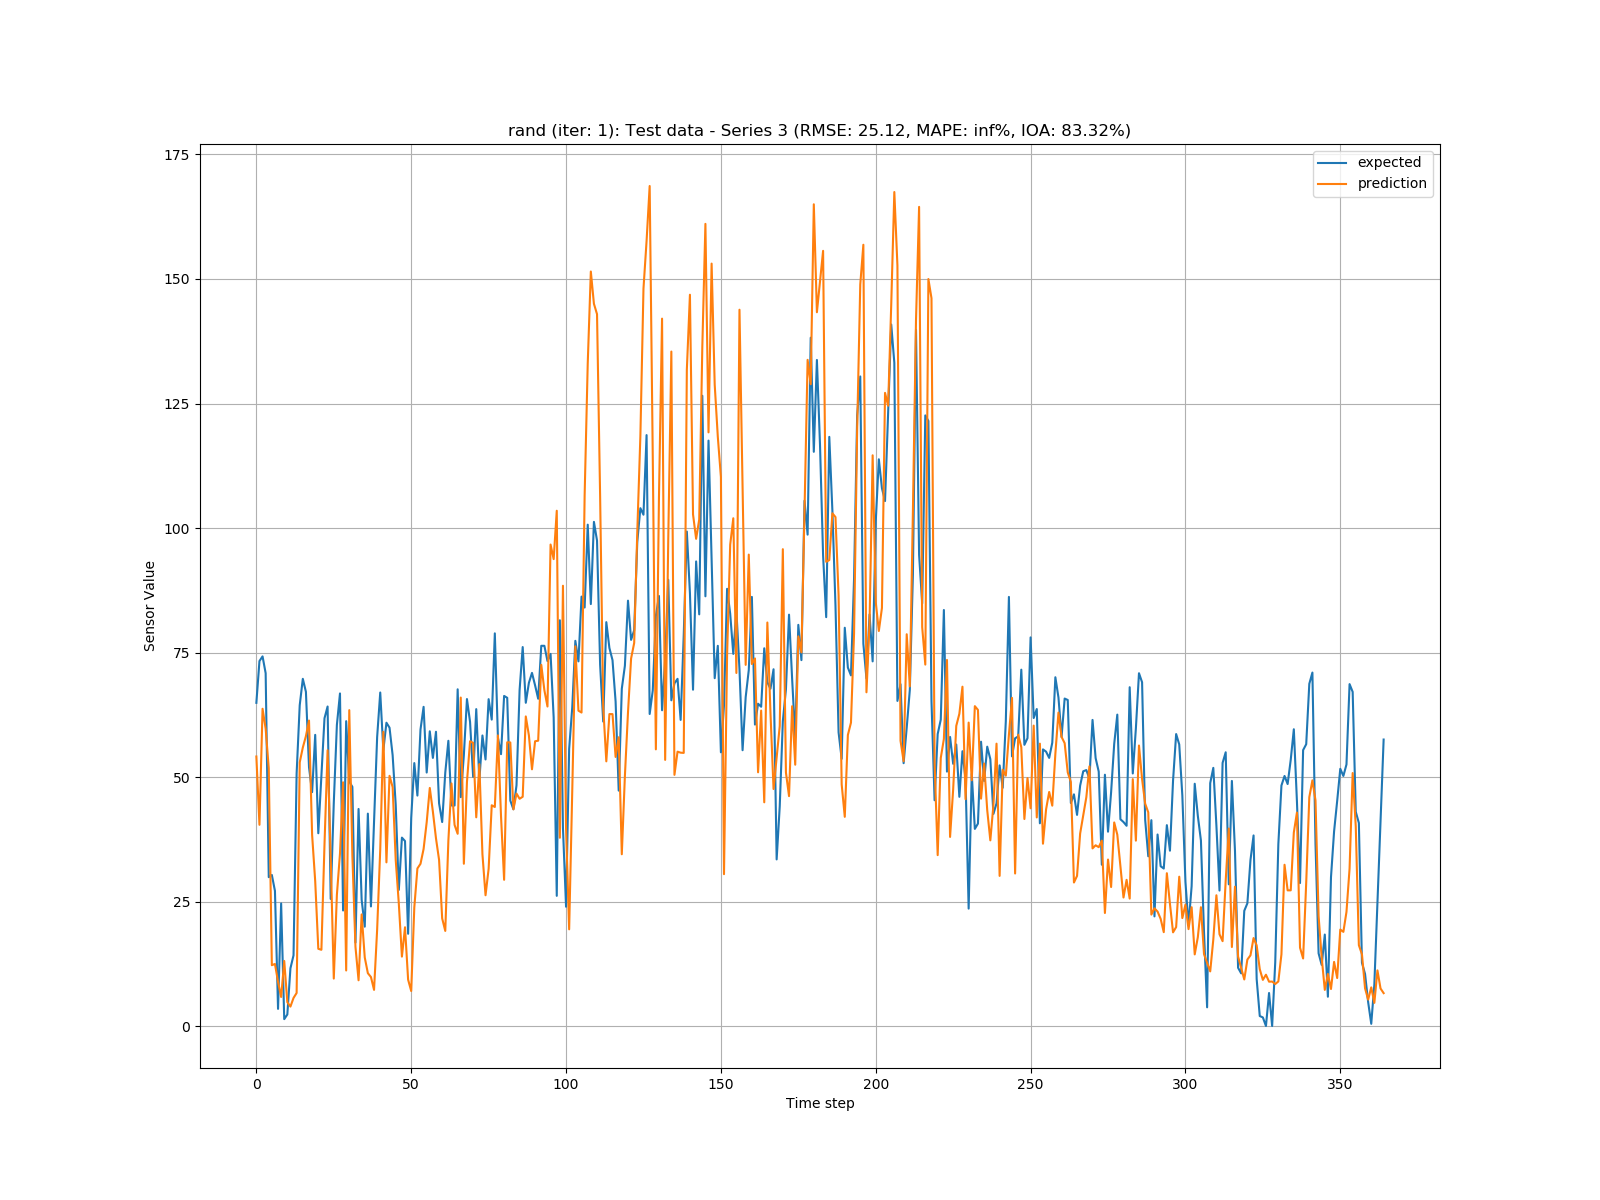 rand (iter: 1): Test data - Series 3 (RMSE: 25.12, MAPE: inf%, IOA: 83.32%)
expected
prediction
175
150
125
100
75
50
25
0
Sensor Value
0 50 100 150 200 250 300 350
Time step